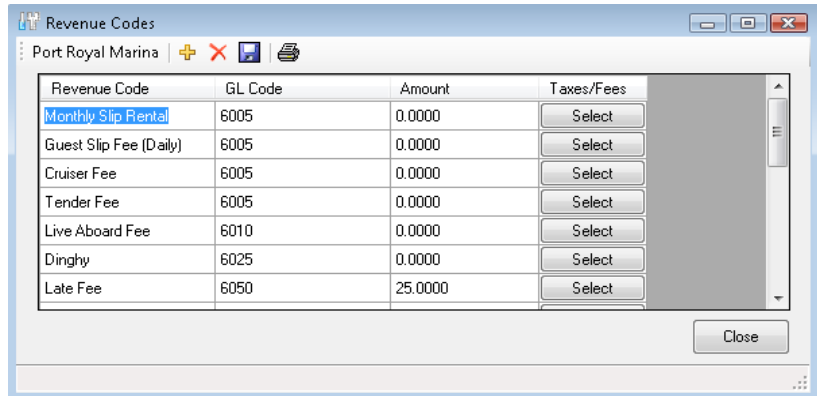 Revenue Codes
Port Royal Marina
Revenue Code GL Code Amount Taxes/Fees
Monthly Slip Rental 6005 0.0000 Select
Guest Slip Fee (Daily) 6005 0.0000 Select
Cruiser Fee 6005 0.0000 Select
Tender Fee 6005 0.0000 Select
Live Aboard Fee 6010 0.0000 Select
Dinghy 6025 0.0000 Select
Late Fee 6050 25.0000 Select
Close